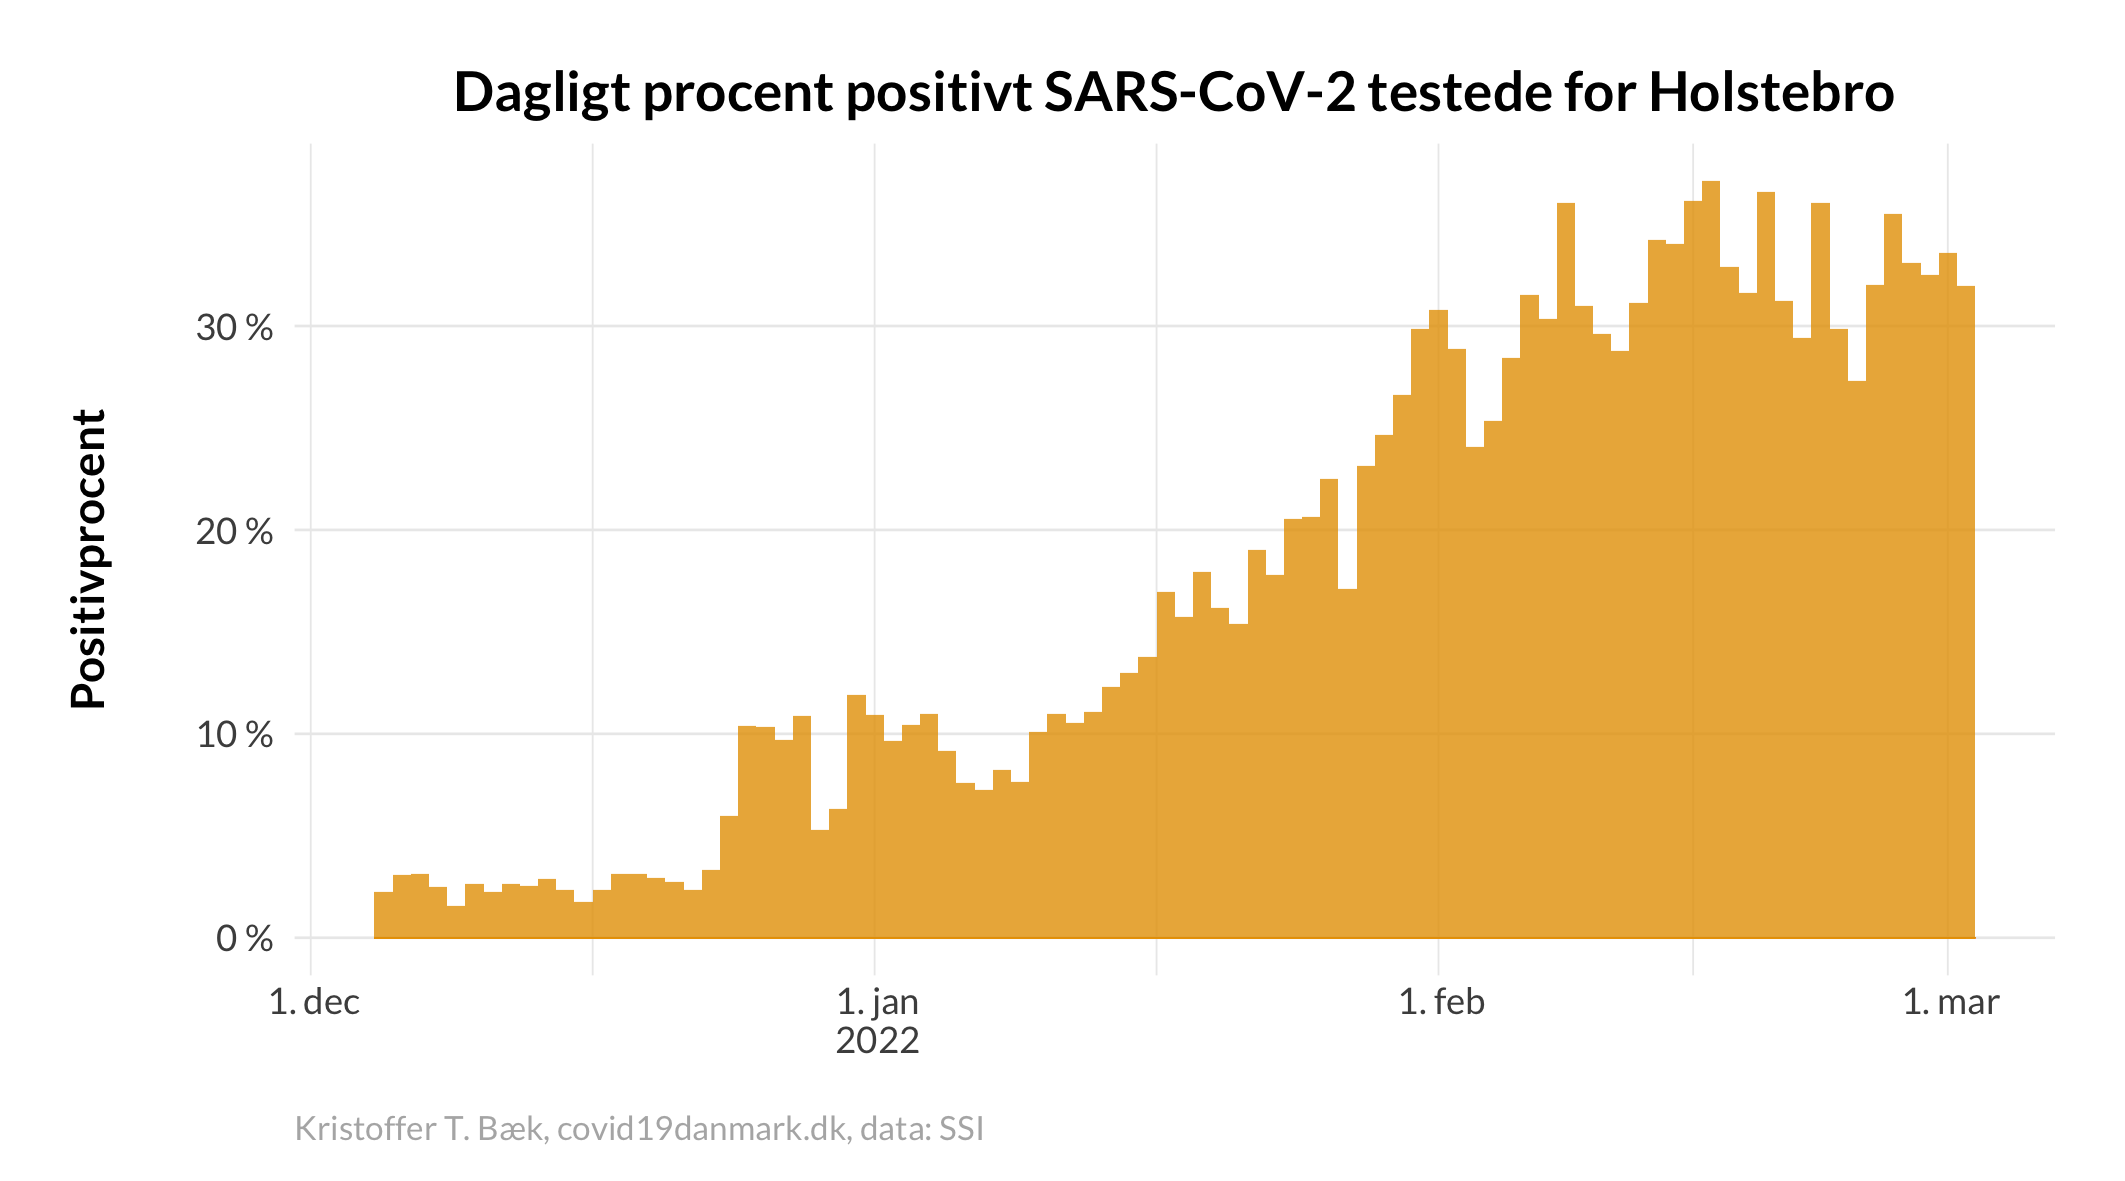 Dagligt procent positivt SARS-CoV-2 testede for Holstebro
Positivprocent
30 %
20 %
10 %
0 %
1. dec
1. jan
2022
1. feb
1. mar
Kristoffer T. Bæk, covid19danmark.dk, data: SSI